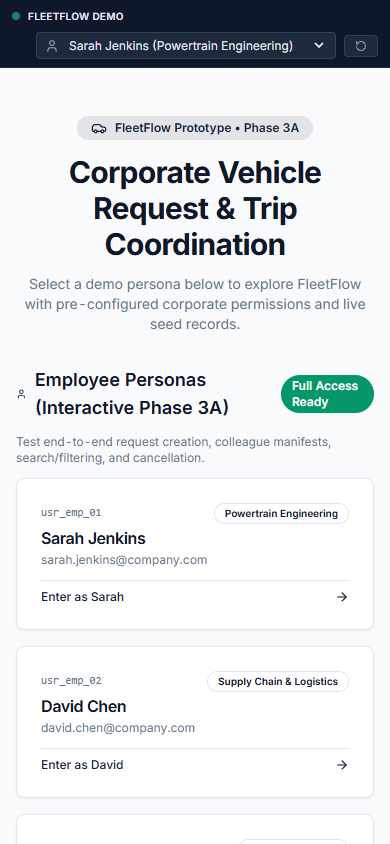 FLEETFLOW DEMO
Sarah Jenkins (Powertrain Engineering)
FleetFlow Prototype • Phase 3A
Corporate Vehicle
Request & Trip
Coordination
Select a demo persona below to explore FleetFlow
with pre-configured corporate permissions and live
seed records.
Employee Personas
(Interactive Phase 3A)
Full Access
Ready
Test end-to-end request creation, colleague manifests,
search/filtering, and cancellation.
usr_emp_01
Powertrain Engineering
Sarah Jenkins
sarah.jenkins@company.com
Enter as Sarah
usr_emp_02
Supply Chain & Logistics
David Chen
david.chen@company.com
Enter as David